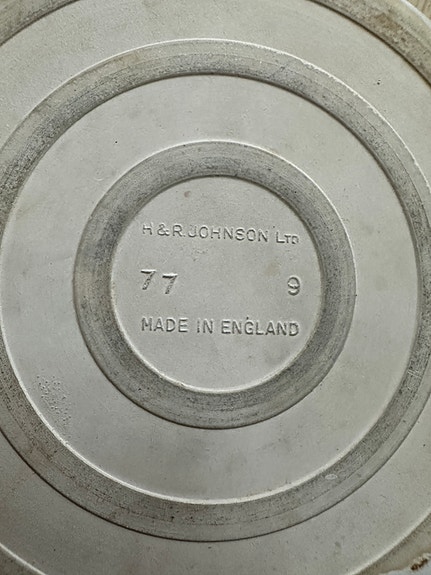 H & R. JOHNSON LTD
77 9
MADE IN ENGLAND